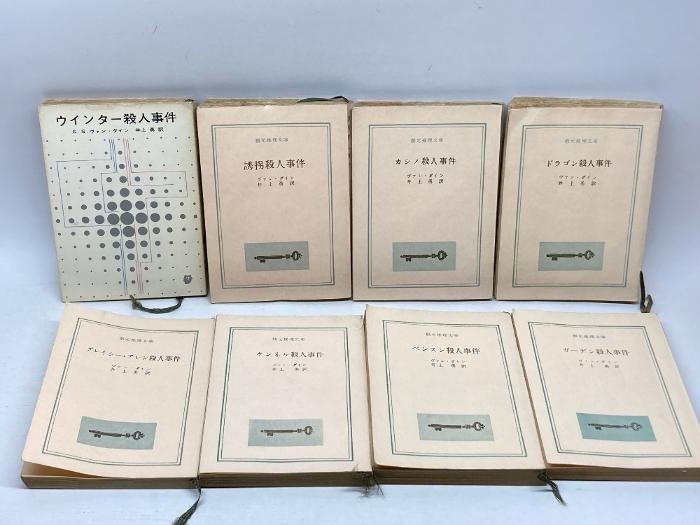 ウインター殺人事件
S.S.ヴァン・ダイン 井上勇訳
創元推理文庫
誘拐殺人事件
ヴァン・ダイン
井上勇訳
創元推理文庫
カシノ殺人事件
ヴァン・ダイン
井上勇訳
創元推理文庫
ドラゴン殺人事件
ヴァン・ダイン
井上勇訳
創元推理文庫
グレイシー・アレン殺人事件
ヴァン・ダイン
井上勇訳
創元推理文庫
ケンネル殺人事件
ヴァン・ダイン
井上勇訳
創元推理文庫
ベンスン殺人事件
ヴァン・ダイン
井上勇訳
創元推理文庫
ガーデン殺人事件
ヴァン・ダイン
井上勇訳